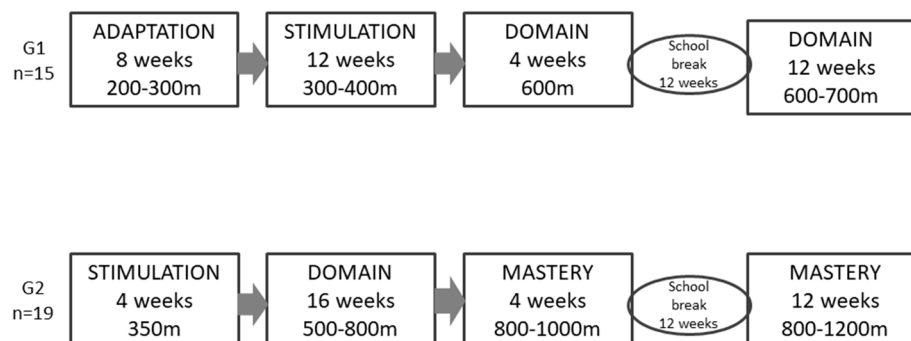 G1
n=15
ADAPTATION
8 weeks
200-300m
STIMULATION
12 weeks
300-400m
DOMAIN
4 weeks
600m
School
break
12 weeks
DOMAIN
12 weeks
600-700m
G2
n=19
STIMULATION
4 weeks
350m
DOMAIN
16 weeks
500-800m
MASTERY
4 weeks
800-1000m
School
break
12 weeks
MASTERY
12 weeks
800-1200m